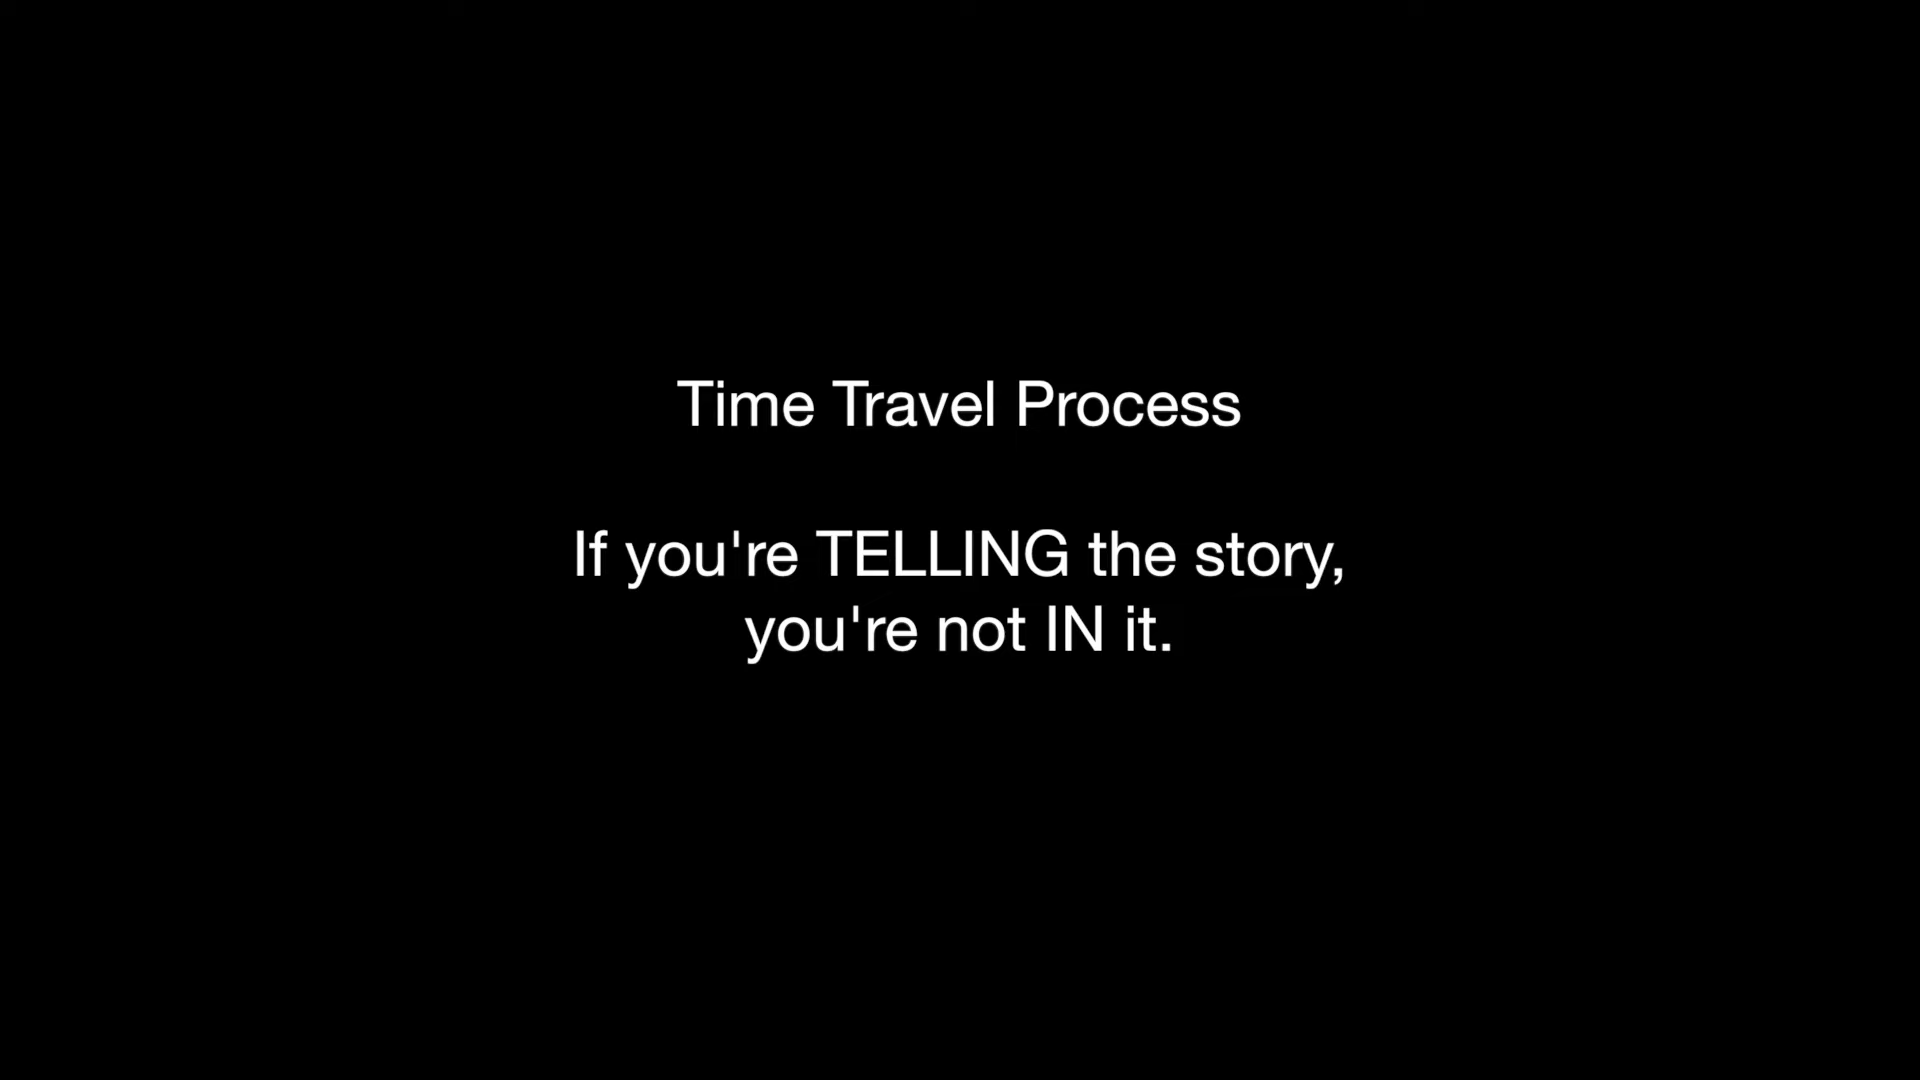 Time Travel Process
If you're TELLING the story,
you're not IN it.